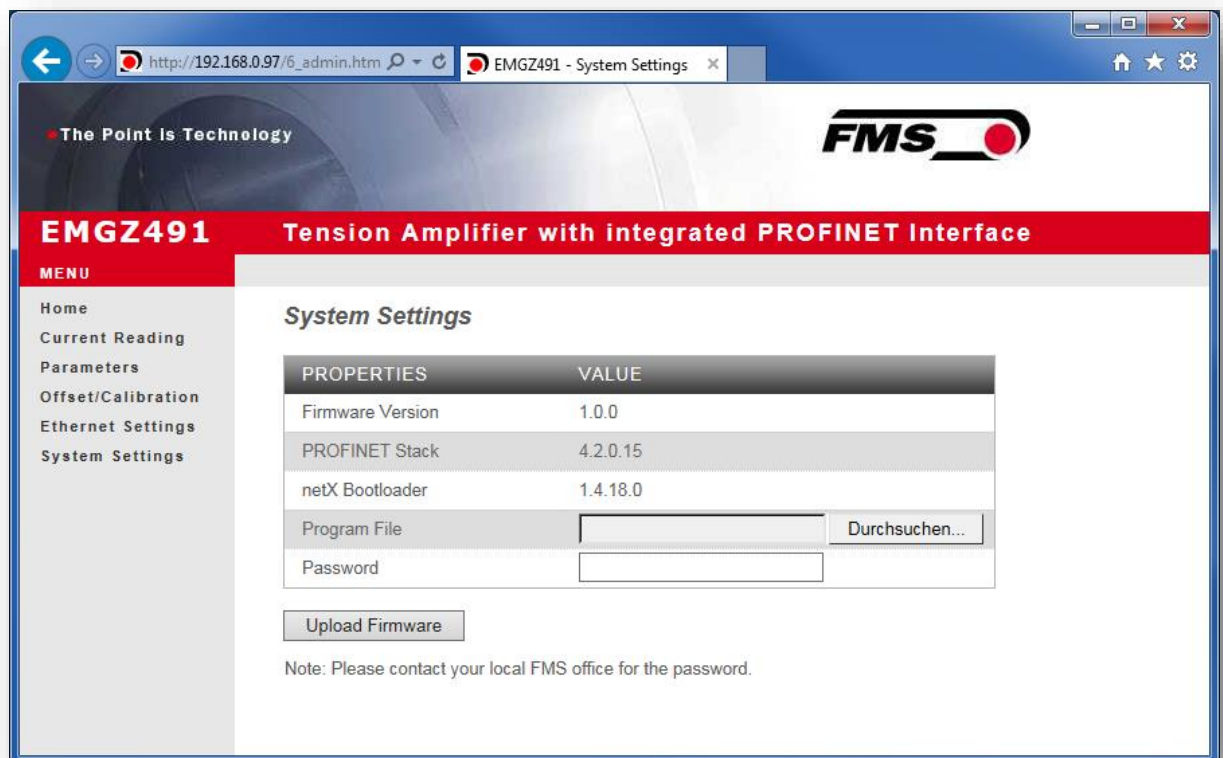 http://192.168.0.97/6_admin.htm
EMGZ491 - System Settings
The Point is Technology
FMS
EMGZ491 Tension Amplifier with integrated PROFINET Interface
MENU
Home
Current Reading
Parameters
Offset/Calibration
Ethernet Settings
System Settings
System Settings
PROPERTIES VALUE
Firmware Version 1.0.0
PROFINET Stack 4.2.0.15
netX Bootloader 1.4.18.0
Program File Durchsuchen...
Password
Upload Firmware
Note: Please contact your local FMS office for the password.